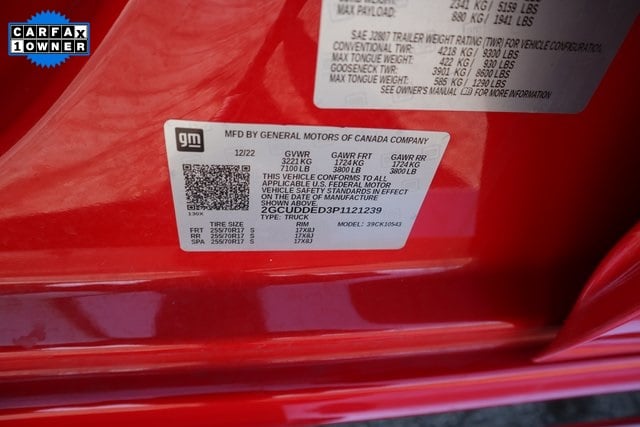 CARFAX
1 OWNER
2341 KG/ 5159 LBS
MAX PAYLOAD: 880 KG / 1941 LBS
SAE J2807 TRAILER WEIGHT RATING (TWR) FOR VEHICLE CONFIGURATION
CONVENTIONAL TWR: 4218 KG / 9300 LBS
MAX TONGUE WEIGHT: 422 KG / 930 LBS
GOOSENECK TWR: 3901 KG / 8600 LBS
MAX TONGUE WEIGHT: 585 KG / 1290 LBS
SEE OWNER'S MANUAL FOR MORE INFORMATION
gm
MFD BY GENERAL MOTORS OF CANADA COMPANY
12/22 GVWR GAWR FRT GAWR RR
3221 KG 1724 KG 1724 KG
7100 LB 3800 LB 3800 LB
THIS VEHICLE CONFORMS TO ALL
APPLICABLE U.S. FEDERAL MOTOR
VEHICLE SAFETY STANDARDS IN EFFECT
ON THE DATE OF MANUFACTURE
SHOWN ABOVE.
2GCUDDED3P1121239
TYPE: TRUCK
130X
TIRE SIZE RIM MODEL: 39CK10543
FRT 255/70R17 S 17X8J
RR 255/70R17 S 17X8J
SPA 255/70R17 S 17X8J